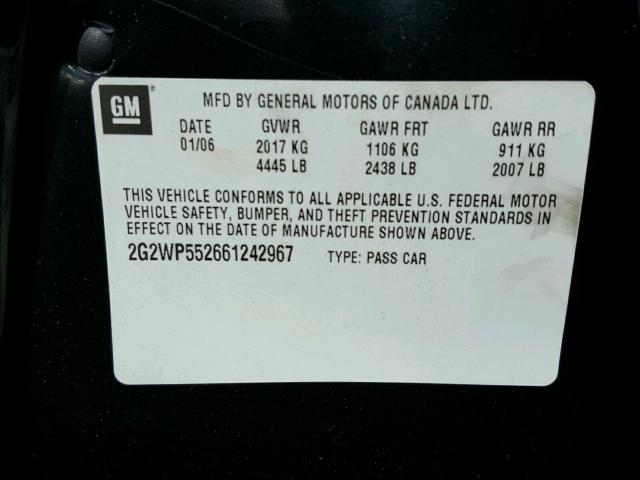 GM
MFD BY GENERAL MOTORS OF CANADA LTD.
DATE GVWR GAWR FRT GAWR RR
01/06 2017 KG 1106 KG 911 KG
4445 LB 2438 LB 2007 LB
THIS VEHICLE CONFORMS TO ALL APPLICABLE U.S. FEDERAL MOTOR
VEHICLE SAFETY, BUMPER, AND THEFT PREVENTION STANDARDS IN
EFFECT ON THE DATE OF MANUFACTURE SHOWN ABOVE.
2G2WP552661242967 TYPE: PASS CAR